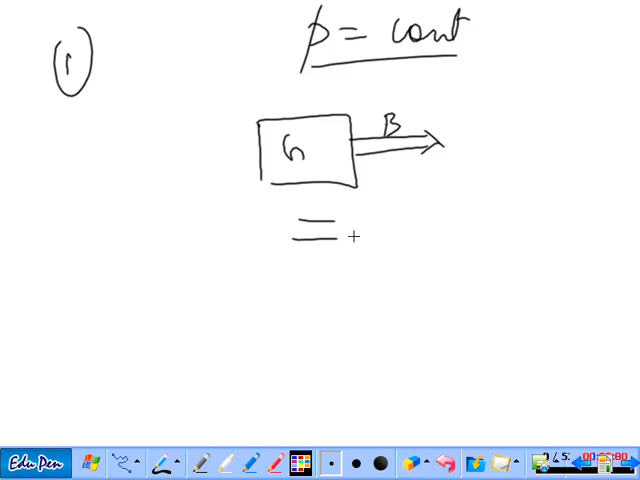 ① p = cont
B
G
=
Edu Pen